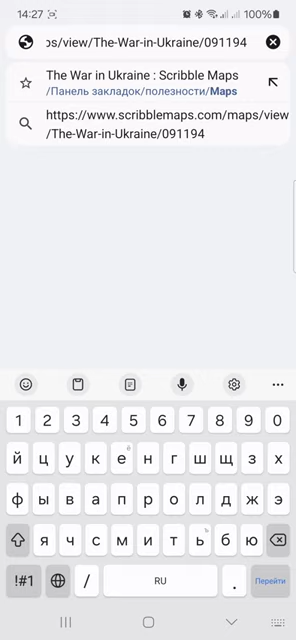 14:27 100%
ɔs/view/The-War-in-Ukraine/091194
The War in Ukraine : Scribble Maps
/Панель закладок/полезности/Maps
https://www.scribblemaps.com/maps/view
/The-War-in-Ukraine/091194
1 2 3 4 5 6 7 8 9 0
й ц у к е ё н г ш щ з х
ф ы в а п р о л д ж э
я ч с м и т ь ъ б ю
!#1 / RU . Перейти